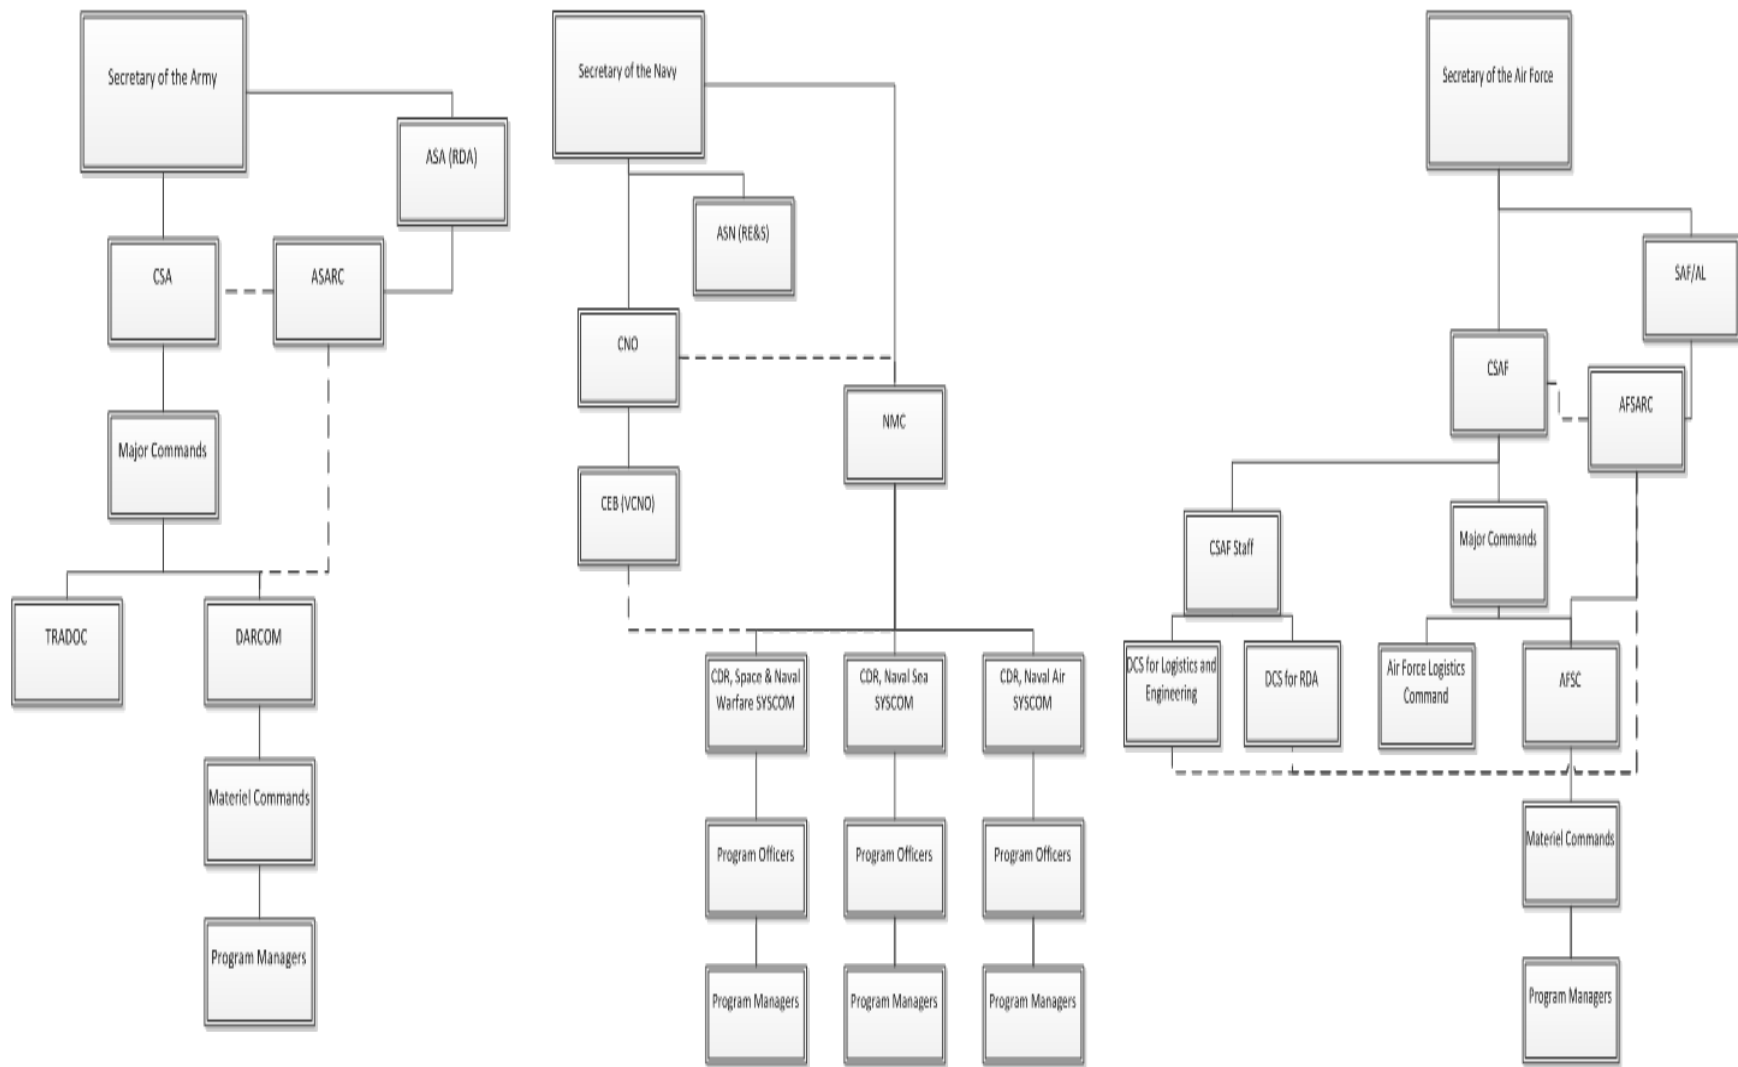 Secretary of the Army
ASA (RDA)
CSA
ASARC
Major Commands
TRADOC
DARCOM
Materiel Commands
Program Managers
Secretary of the Navy
ASN (RE&S)
CNO
NMC
CEB (VCNO)
CDR, Space & Naval
Warfare SYSCOM
CDR, Naval Sea
SYSCOM
CDR, Naval Air
SYSCOM
Program Officers
Program Officers
Program Officers
Program Managers
Program Managers
Program Managers
Secretary of the Air Force
SAF/AL
CSAF
AFSARC
CSAF Staff
Major Commands
DCS for Logistics and
Engineering
DCS for RDA
Air Force Logistics
Command
AFSC
Materiel Commands
Program Managers